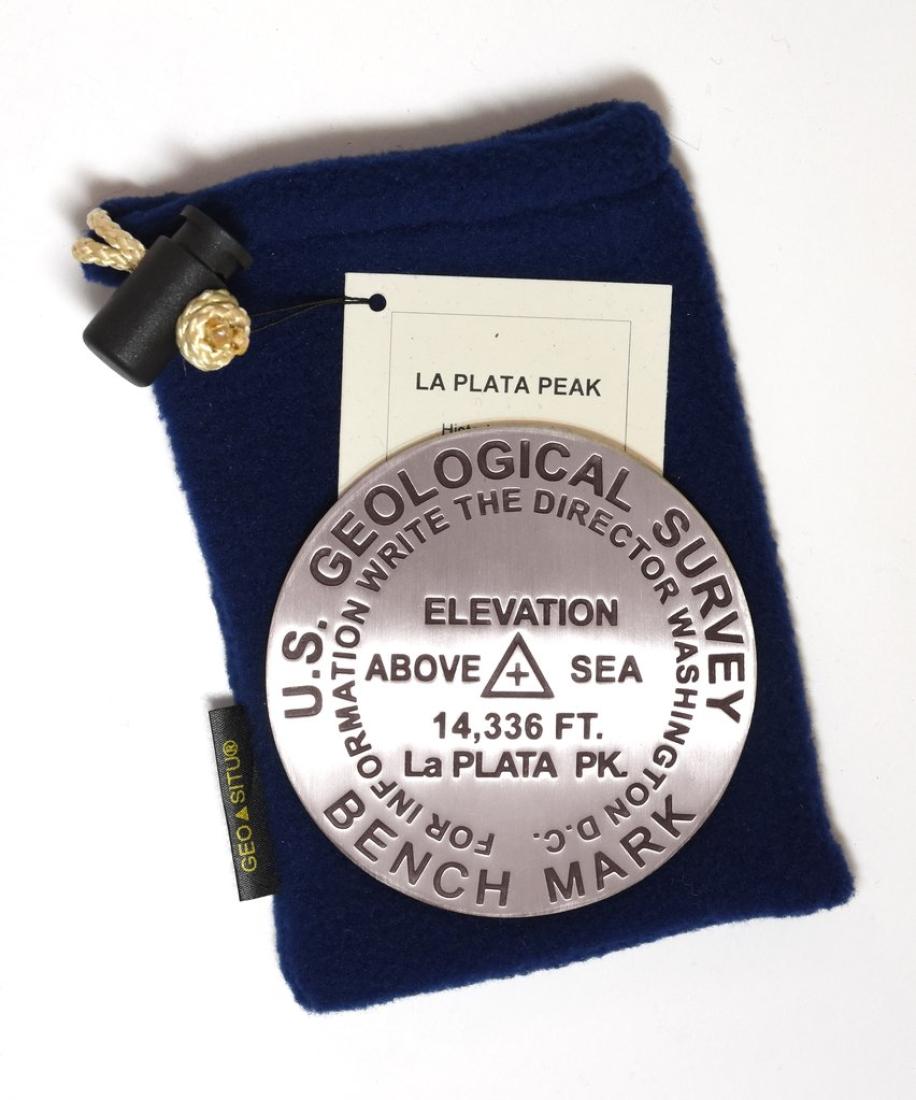 LA PLATA PEAK
U.S. GEOLOGICAL SURVEY
FOR INFORMATION WRITE THE DIRECTOR WASHINGTON D.C.
ELEVATION
ABOVE SEA
14,336 FT.
La PLATA PK.
BENCH MARK
GEO SITU®